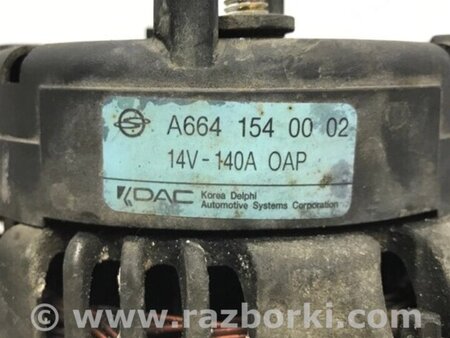 A664 154 00 02
14V-140A OAP
DAC Korea Delphi
Automotive Systems Corporation
www.razborki.com